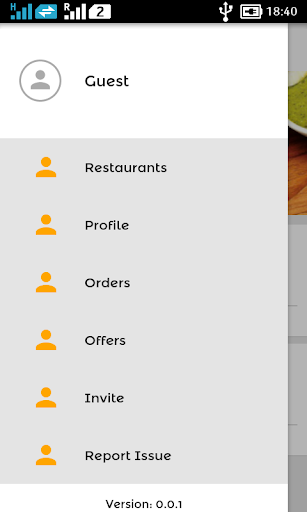 H R 2 18:40
Guest
Restaurants
Profile
Orders
Offers
Invite
Report Issue
Version: 0.0.1